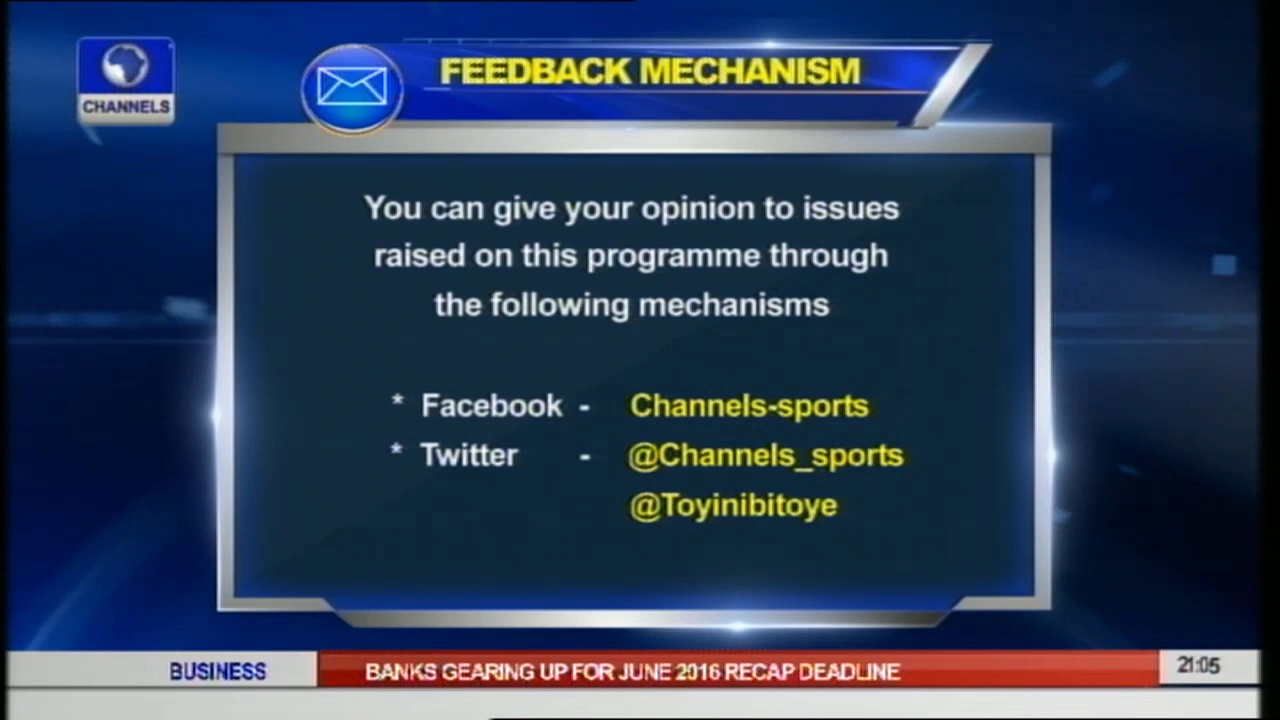 CHANNELS
FEEDBACK MECHANISM
You can give your opinion to issues
raised on this programme through
the following mechanisms
* Facebook - Channels-sports
* Twitter - @Channels_sports
@Toyinibitoye
BUSINESS BANKS GEARING UP FOR JUNE 2016 RECAP DEADLINE 21:05